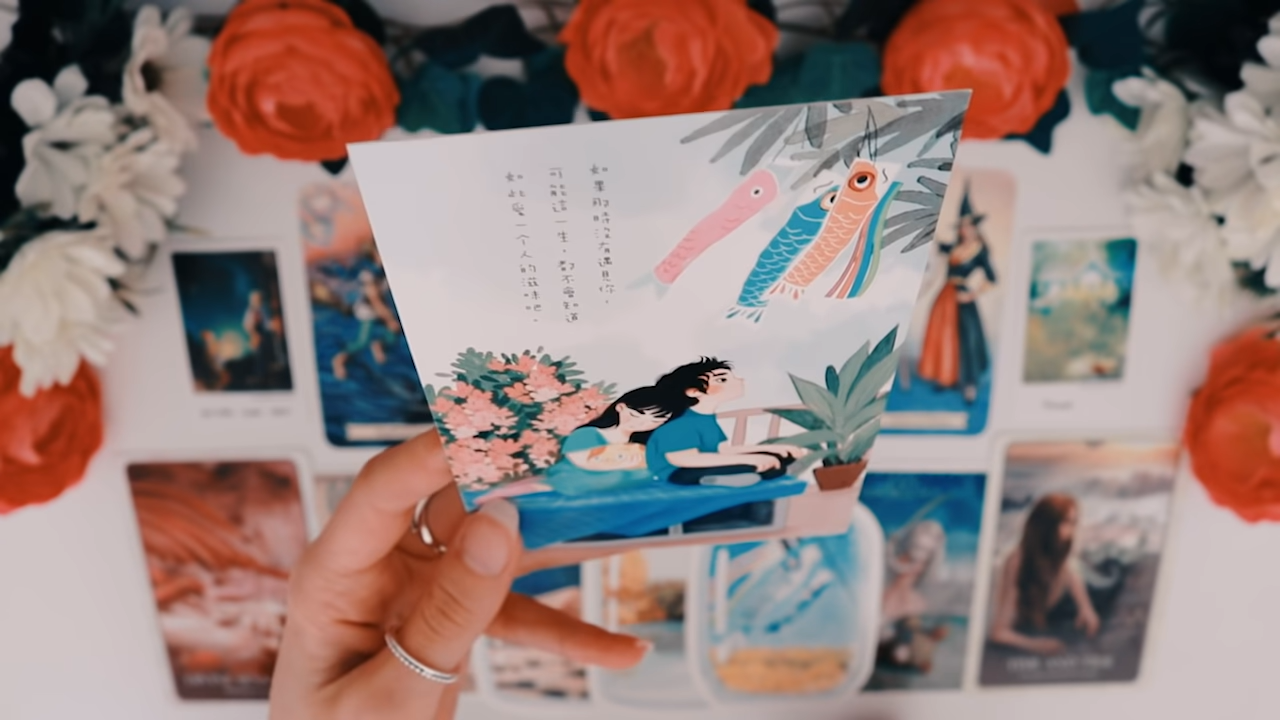 如果那時沒有遇見你，
可能這一生，都不會知道
如此愛一個人的滋味吧。